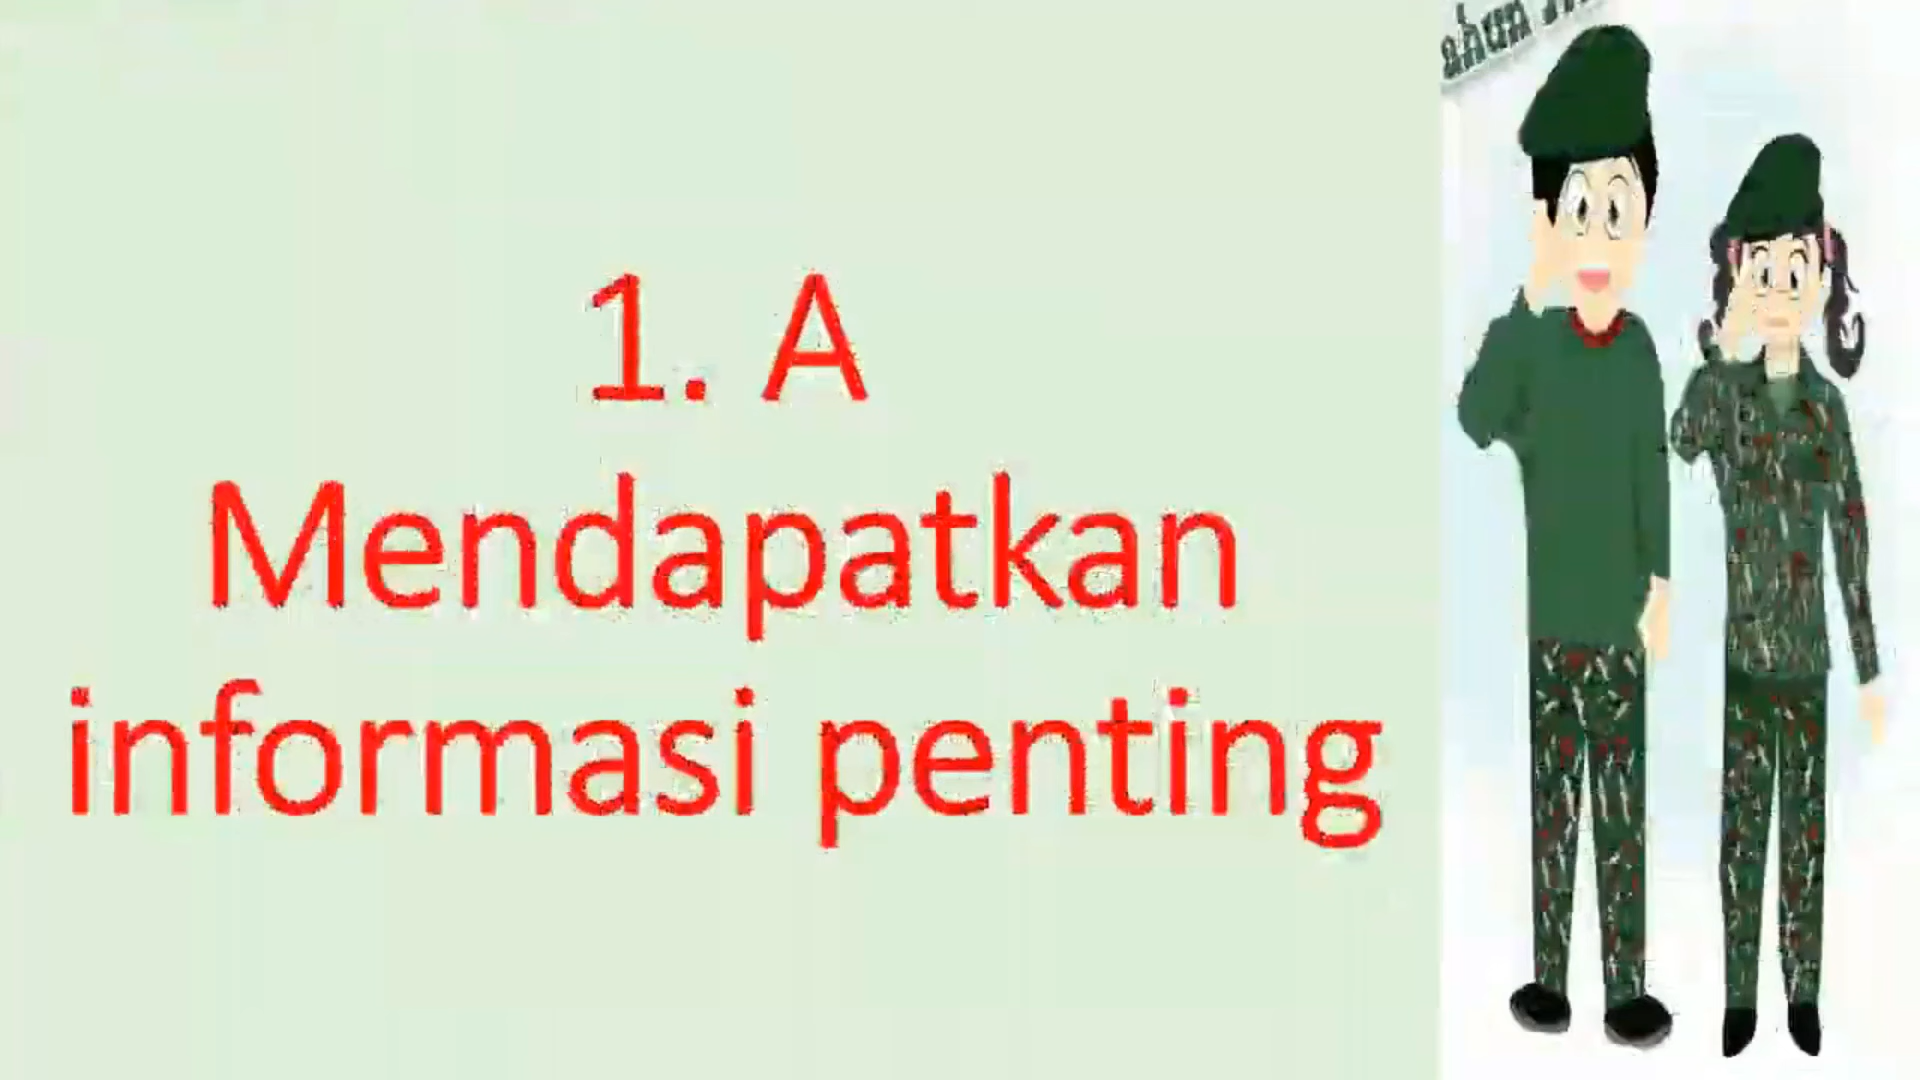 1. A
Mendapatkan
informasi penting